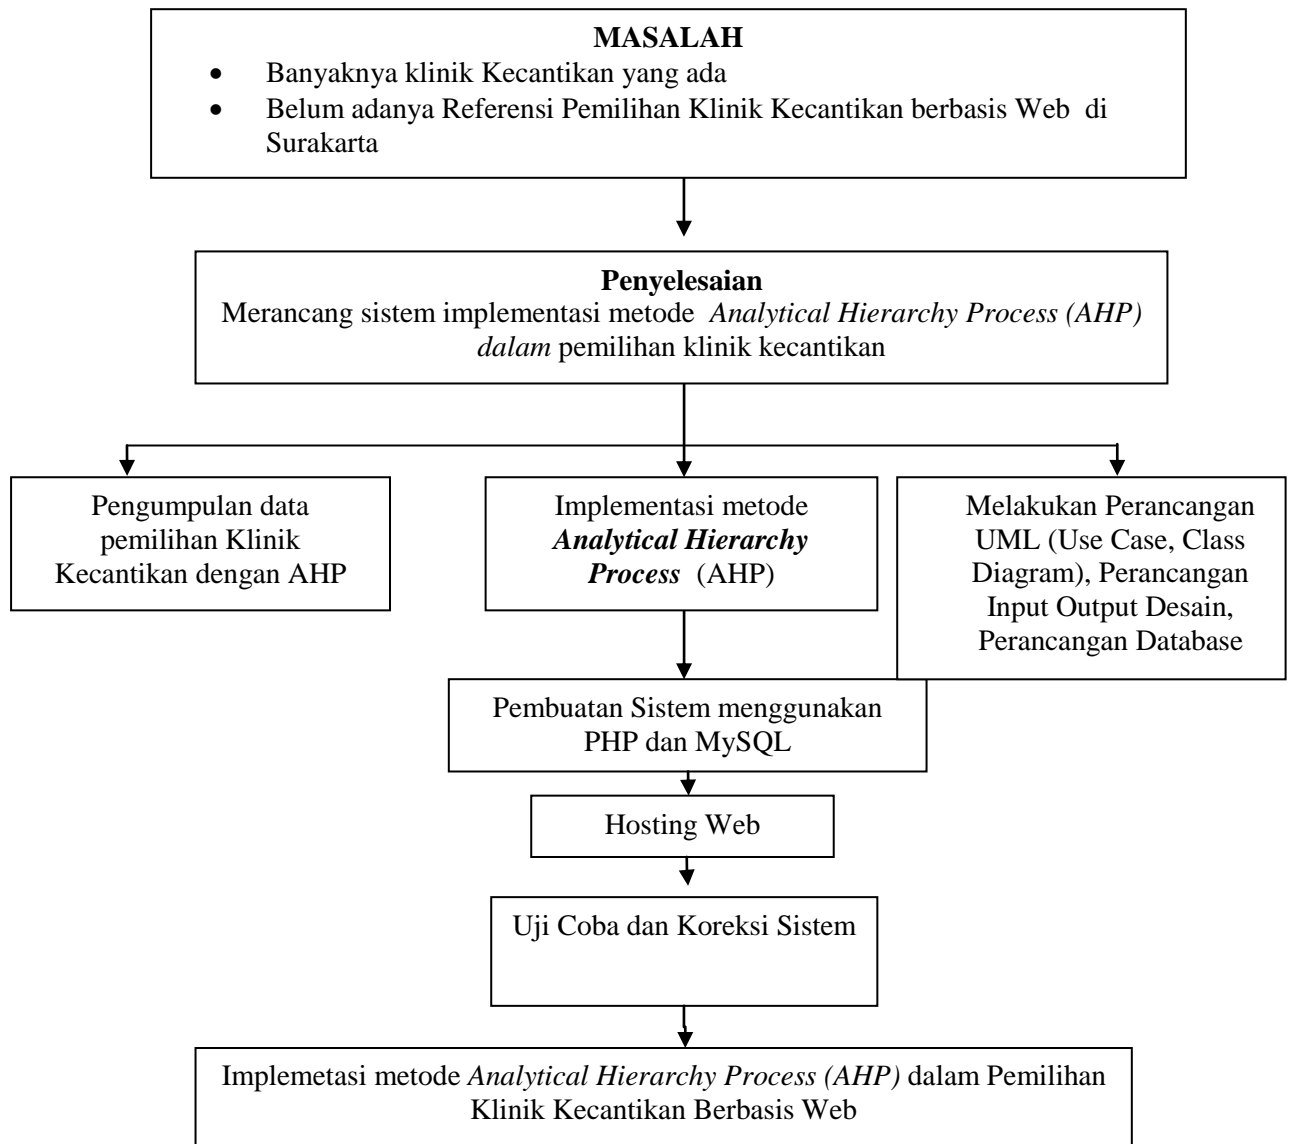 MASALAH
• Banyaknya klinik Kecantikan yang ada
• Belum adanya Referensi Pemilihan Klinik Kecantikan berbasis Web di
Surakarta
Penyelesaian
Merancang sistem implementasi metode Analytical Hierarchy Process (AHP)
dalam pemilihan klinik kecantikan
Pengumpulan data
pemilihan Klinik
Kecantikan dengan AHP
Implementasi metode
Analytical Hierarchy
Process (AHP)
Melakukan Perancangan
UML (Use Case, Class
Diagram), Perancangan
Input Output Desain,
Perancangan Database
Pembuatan Sistem menggunakan
PHP dan MySQL
Hosting Web
Uji Coba dan Koreksi Sistem
Implemetasi metode Analytical Hierarchy Process (AHP) dalam Pemilihan
Klinik Kecantikan Berbasis Web